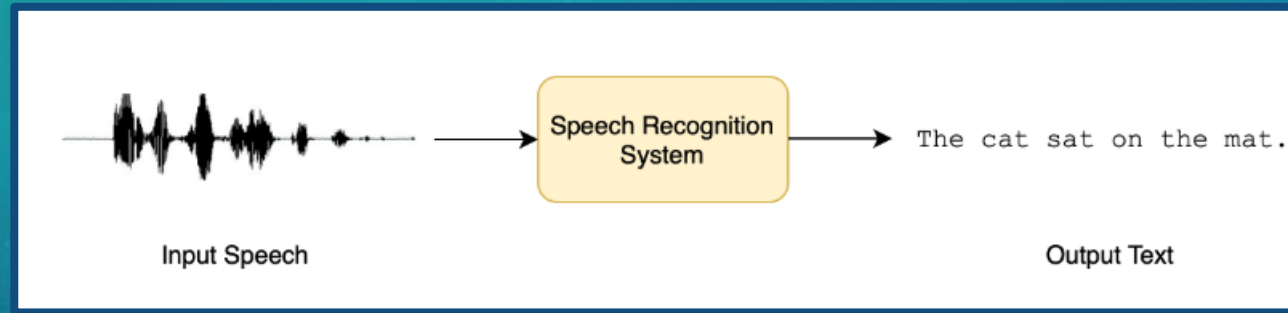 Speech Recognition
System
The cat sat on the mat.
Input Speech
Output Text